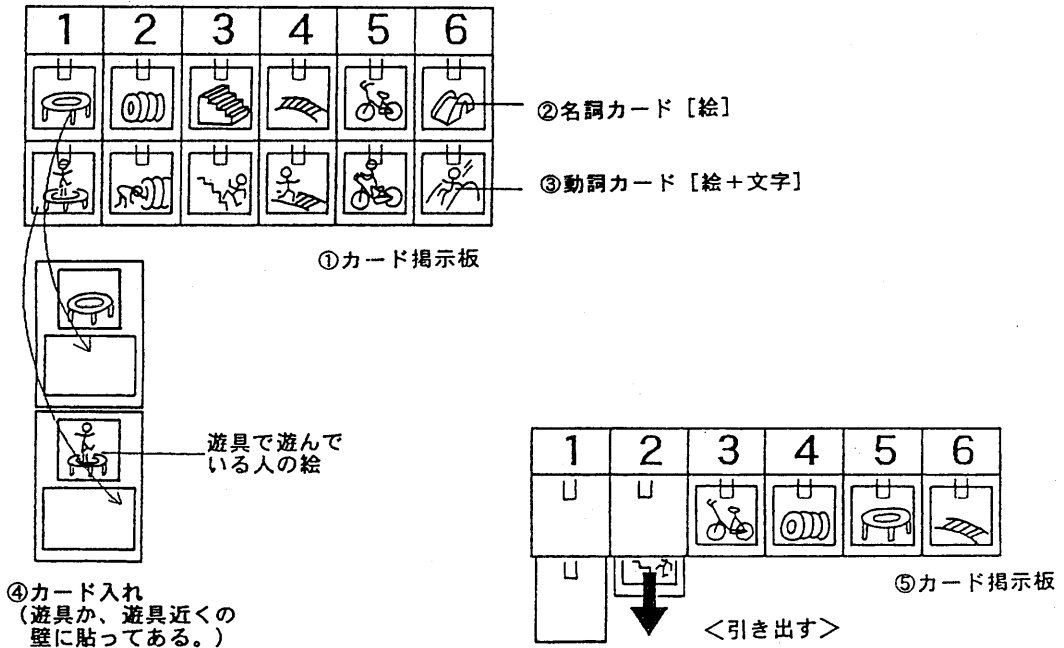 1 2 3 4 5 6
②名詞カード［絵］
③動詞カード［絵＋文字］
①カード掲示板
遊具で遊んで
いる人の絵
1 2 3 4 5 6
④カード入れ
（遊具か、遊具近くの
壁に貼ってある。）
⑤カード掲示板
＜引き出す＞